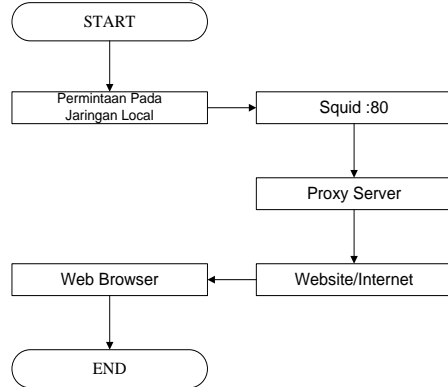 START
Permintaan Pada
Jaringan Local
Squid :80
Proxy Server
Website/Internet
Web Browser
END